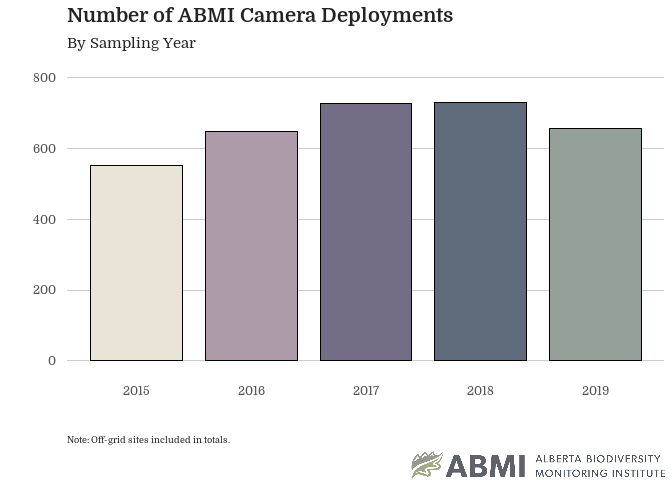 Number of ABMI Camera Deployments
By Sampling Year
800
600
400
200
0
2015 2016 2017 2018 2019
Note: Off-grid sites included in totals.
ABMI ALBERTA BIODIVERSITY
MONITORING INSTITUTE